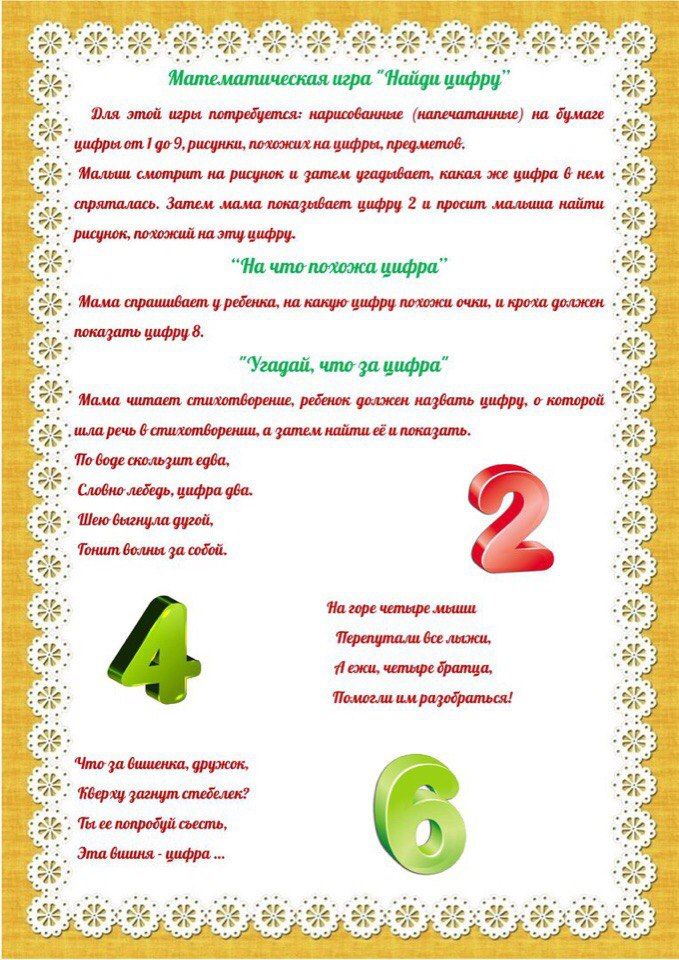 Математическая игра "Найди цифру”
Для этой игры потребуется: нарисованные (напечатанные) на бумаге
цифры от 1 до 9, рисунки, похожих на цифры, предметов.
Малыш смотрит на рисунок и затем угадывает, какая же цифра в нем
спряталась. Затем мама показывает цифру 2 и просит малыша найти
рисунок, похожий на эту цифру.
“На что похожа цифра”
Мама спрашивает у ребенка, на какую цифру похожи очки, и кроха должен
показать цифру 8.
"Угадай, что за цифра"
Мама читает стихотворение, ребенок должен назвать цифру, о которой
шла речь в стихотворении, а затем найти её и показать.
По воде скользит едва,
Словно лебедь, цифра два.
Шею выгнула дугой,
Гонит волны за собой.
2
4
На горе четыре мыши
Перепутали все лыжи,
А ежи, четыре братца,
Помогли им разобраться!
Что за вишенка, дружок,
Кверху загнут стебелек?
Ты ее попробуй съесть,
Эта вишня - цифра ...
6